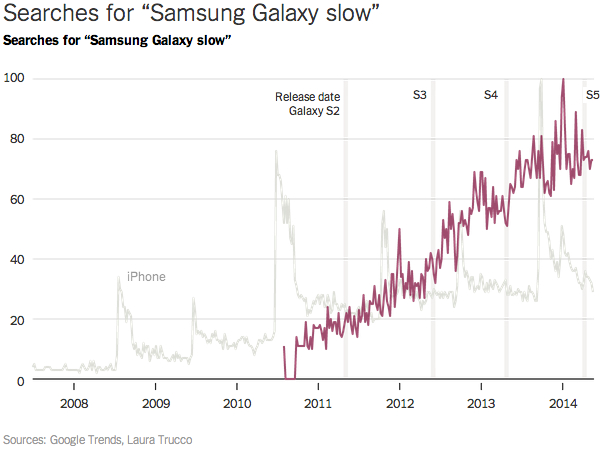 Searches for “Samsung Galaxy slow”
Searches for “Samsung Galaxy slow”
100
Release date
Galaxy S2
S3
S4
S5
80
60
40
iPhone
20
0
2008
2009
2010
2011
2012
2013
2014
Sources: Google Trends, Laura Trucco